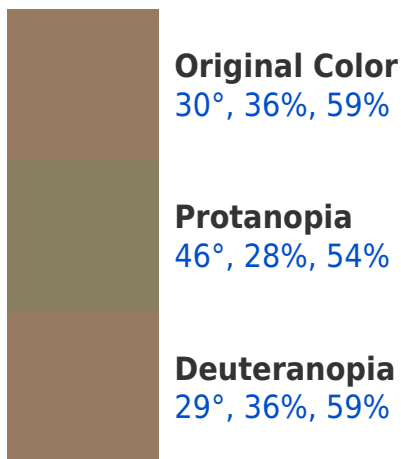 Original Color
30°, 36%, 59%
Protanopia
46°, 28%, 54%
Deuteranopia
29°, 36%, 59%